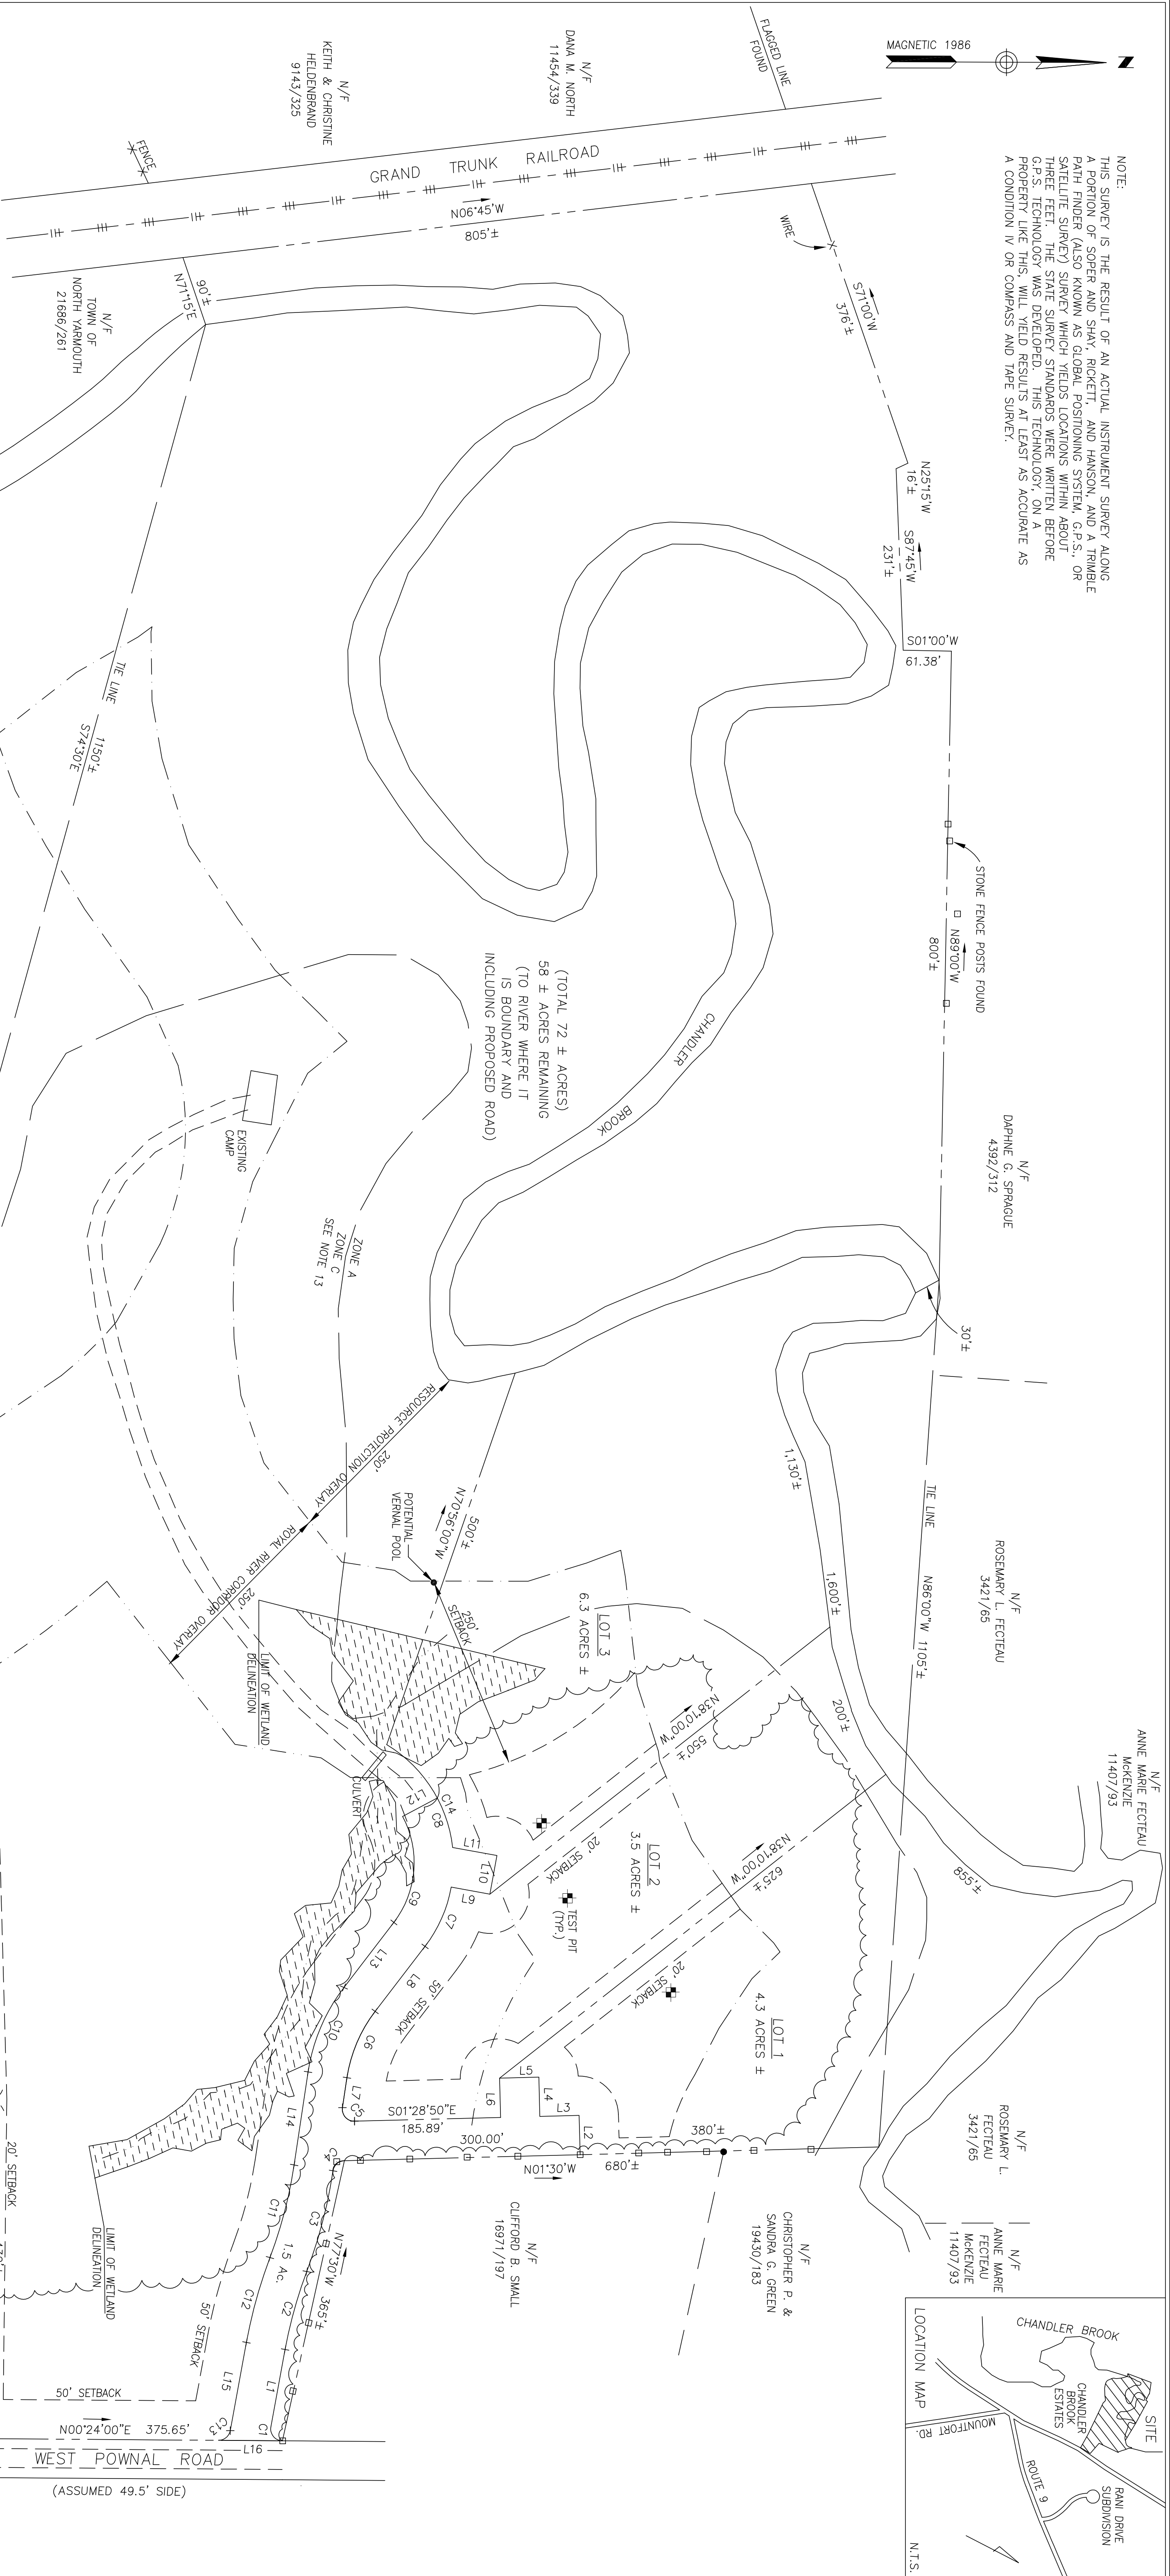 MAGNETIC 1986
N
NOTE:
THIS SURVEY IS THE RESULT OF AN ACTUAL INSTRUMENT SURVEY ALONG
A PORTION OF SOPER AND SHAY, RICKETT, AND HANSON, AND A TRIMBLE
PATH FINDER (ALSO KNOWN AS GLOBAL POSITIONING SYSTEM, G.P.S., OR
SATELLITE SURVEY) SURVEY WHICH YIELDS LOCATIONS WITHIN ABOUT
THREE FEET. THE STATE SURVEY STANDARDS WERE WRITTEN BEFORE
G.P.S. TECHNOLOGY WAS DEVELOPED. THIS TECHNOLOGY, ON A
PROPERTY LIKE THIS, WILL YIELD RESULTS AT LEAST AS ACCURATE AS
A CONDITION IV OR COMPASS AND TAPE SURVEY.
FLAGGED LINE
FOUND
N/F
DANA M. NORTH
11454/339
N/F
KEITH & CHRISTINE
HELDENBRAND
9143/325
FENCE
GRAND TRUNK RAILROAD
N06°45'W
805'±
WIRE
S71°00'W
376'±
N25°15'W
16'±
S87°45'W
231'±
S01°00'W
61.38'
STONE FENCE POSTS FOUND
N89°00'W
800'±
N/F
DAPHNE G. SPRAGUE
4392/312
90'±
N71°15'E
N/F
TOWN OF
NORTH YARMOUTH
21686/261
TIE LINE
1150'±
S74°30'E
(TOTAL 72 ± ACRES)
58 ± ACRES REMAINING
(TO RIVER WHERE IT
IS BOUNDARY AND
INCLUDING PROPOSED ROAD)
CHANDLER
BROOK
EXISTING
CAMP
ZONE A
ZONE C
SEE NOTE 13
30'±
1,130'±
TIE LINE
N86°00"W 1105'±
N/F
ROSEMARY L. FECTEAU
3421/65
1,600'±
200'±
855'±
N/F
ANNE MARIE FECTEAU
McKENZIE
11407/93
RESOURCE PROTECTION OVERLAY
250'
ROYAL RIVER CORRIDOR OVERLAY
250'
POTENTIAL
VERNAL POOL
500'±
N70°56'00"W
250'
SETBACK
LIMIT OF WETLAND
DELINEATION
LOT 3
6.3 ACRES ±
N38°10'00"W
550'±
20' SETBACK
LOT 2
3.5 ACRES ±
TEST PIT
(TYP.)
N38°10'00"W
625'±
20' SETBACK
LOT 1
4.3 ACRES ±
CULVERT
L12
C14
C8
L11
L10
L9
C9
C7
L13
L8
50' SETBACK
C10
C6
L7
C5
L14
L5
L6
L4
L3
L2
S01°28'50"E
185.89'
300.00'
380'±
N01°30'W
680'±
N/F
ROSEMARY L.
FECTEAU
3421/65
N/F
ANNE MARIE
FECTEAU
McKENZIE
11407/93
N/F
CHRISTOPHER P. &
SANDRA G. GREEN
19430/183
N/F
CLIFFORD B. SMALL
16971/197
C4
C3
C11
N77°30'W 365'±
1.5 Ac.
C2
C12
L1
L15
C1
C13
L16
LIMIT OF WETLAND
DELINEATION
20' SETBACK
50' SETBACK
50' SETBACK
N00°24'00"E 375.65'
WEST POWNAL ROAD
(ASSUMED 49.5' SIDE)
LOCATION MAP
CHANDLER BROOK
CHANDLER
BROOK
ESTATES
SITE
MOUNTFORT RD.
ROUTE 9
RANI DRIVE
SUBDIVISION
N.T.S.